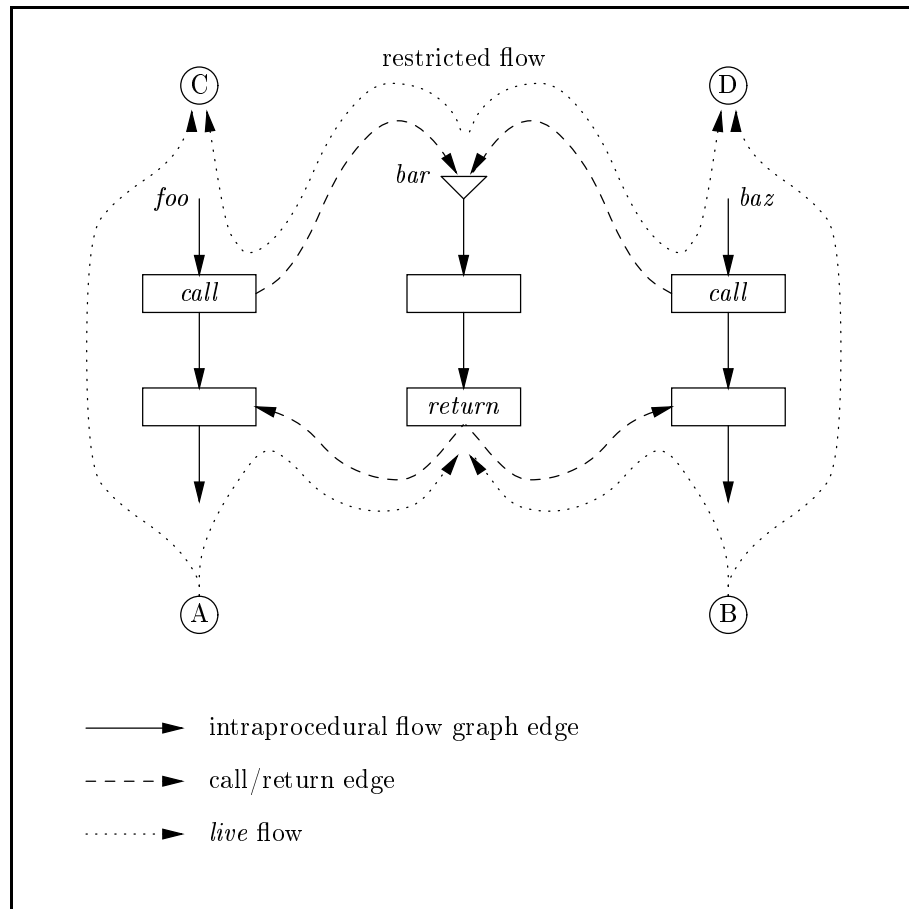 restricted flow
C
D
bar
foo
baz
call
call
return
A
B
intraprocedural flow graph edge
call/return edge
live flow